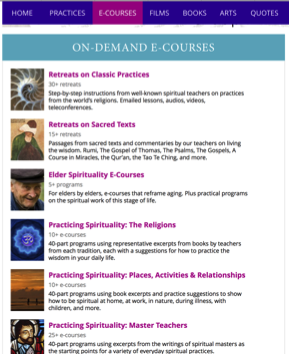 HOME PRACTICES E-COURSES FILMS BOOKS ARTS QUOTES
ON-DEMAND E-COURSES
Retreats on Classic Practices
30+ retreats
Step-by-step instructions from well-known spiritual teachers on practices
from the world's religions. Emailed lessons, audios, videos,
teleconferences.
Retreats on Sacred Texts
15+ retreats
Passages from sacred texts and commentaries by our teachers on living
the wisdom. Rumi, The Gospel of Thomas, The Psalms, The Gospels, A
Course in Miracles, the Qur'an, the Tao Te Ching, and more.
Elder Spirituality E-Courses
5+ programs
For elders by elders, e-courses that reframe aging. Plus practical programs
on the spiritual work of this stage of life.
Practicing Spirituality: The Religions
10+ e-courses
40-part programs using representative excerpts from books by teachers
from each tradition, each with a suggestions for how to practice the
wisdom in your daily life.
Practicing Spirituality: Places, Activities & Relationships
10+ e-courses
40-part programs using book excerpts and practice suggestions to show
how to be spiritual at home, at work, in nature, during illness, with
children, and more.
Practicing Spirituality: Master Teachers
25+ e-courses
40-part programs using excerpts from the writings of spiritual masters as
the starting points for a variety of everyday spiritual practices.